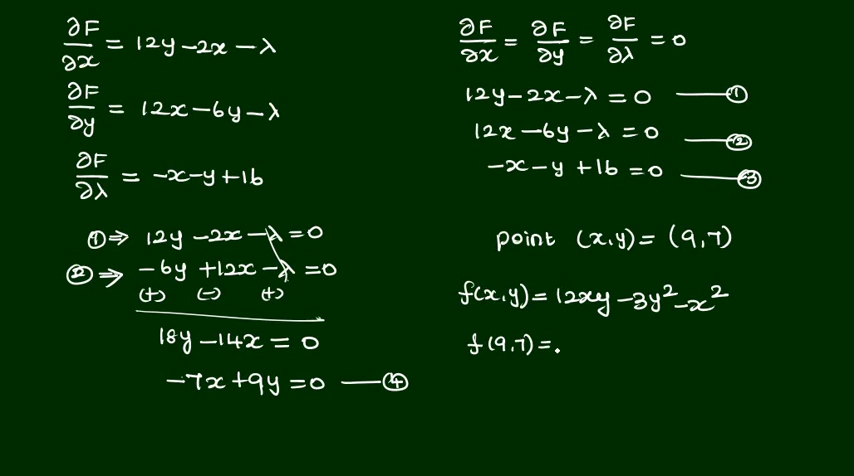 ∂F/∂x = 12y - 2x - λ
∂F/∂y = 12x - 6y - λ
∂F/∂λ = -x - y + 16
① ⇒ 12y - 2x - λ = 0
② ⇒ -6y + 12x - λ = 0
(+) (-) (+)
18y - 14x = 0
-7x + 9y = 0 — ④
∂F/∂x = ∂F/∂y = ∂F/∂λ = 0
12y - 2x - λ = 0 — ①
12x - 6y - λ = 0 — ②
-x - y + 16 = 0 — ③
point (x,y) = (9,7)
f(x,y) = 12xy - 3y² - x²
f(9,7) = .